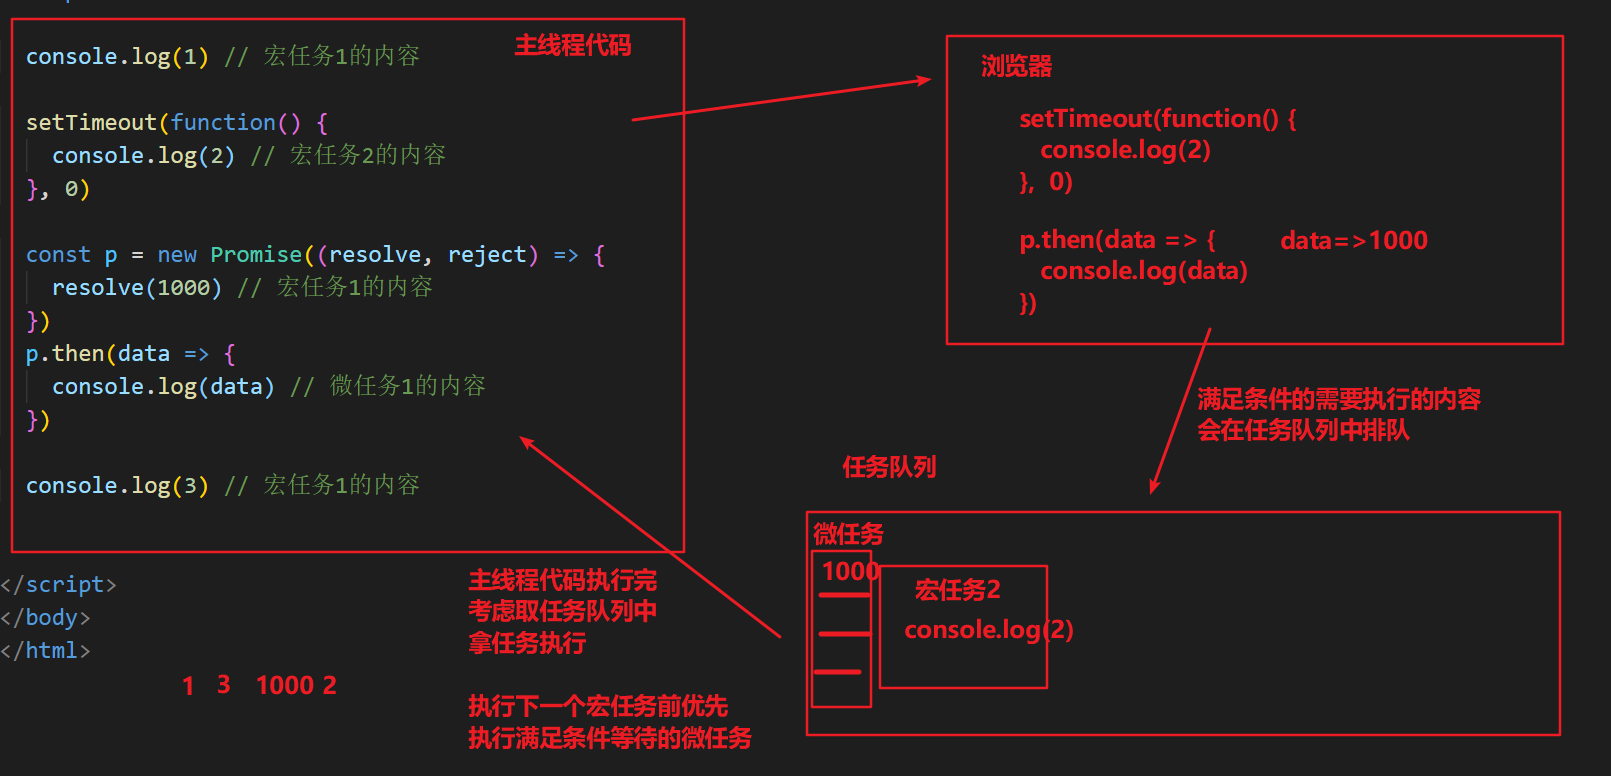 console.log(1) // 宏任务1的内容
主线程代码
setTimeout(function() {
console.log(2) // 宏任务2的内容
}, 0)
const p = new Promise((resolve, reject) => {
resolve(1000) // 宏任务1的内容
})
p.then(data => {
console.log(data) // 微任务1的内容
})
console.log(3) // 宏任务1的内容
</script>
</body>
</html>
1 3 1000 2
浏览器
setTimeout(function() {
console.log(2)
}, 0)
p.then(data => { data=>1000
console.log(data)
})
满足条件的需要执行的内容
会在任务队列中排队
任务队列
微任务
1000
宏任务2
console.log(2)
主线程代码执行完
考虑取任务队列中
拿任务执行
执行下一个宏任务前优先
执行满足条件等待的微任务